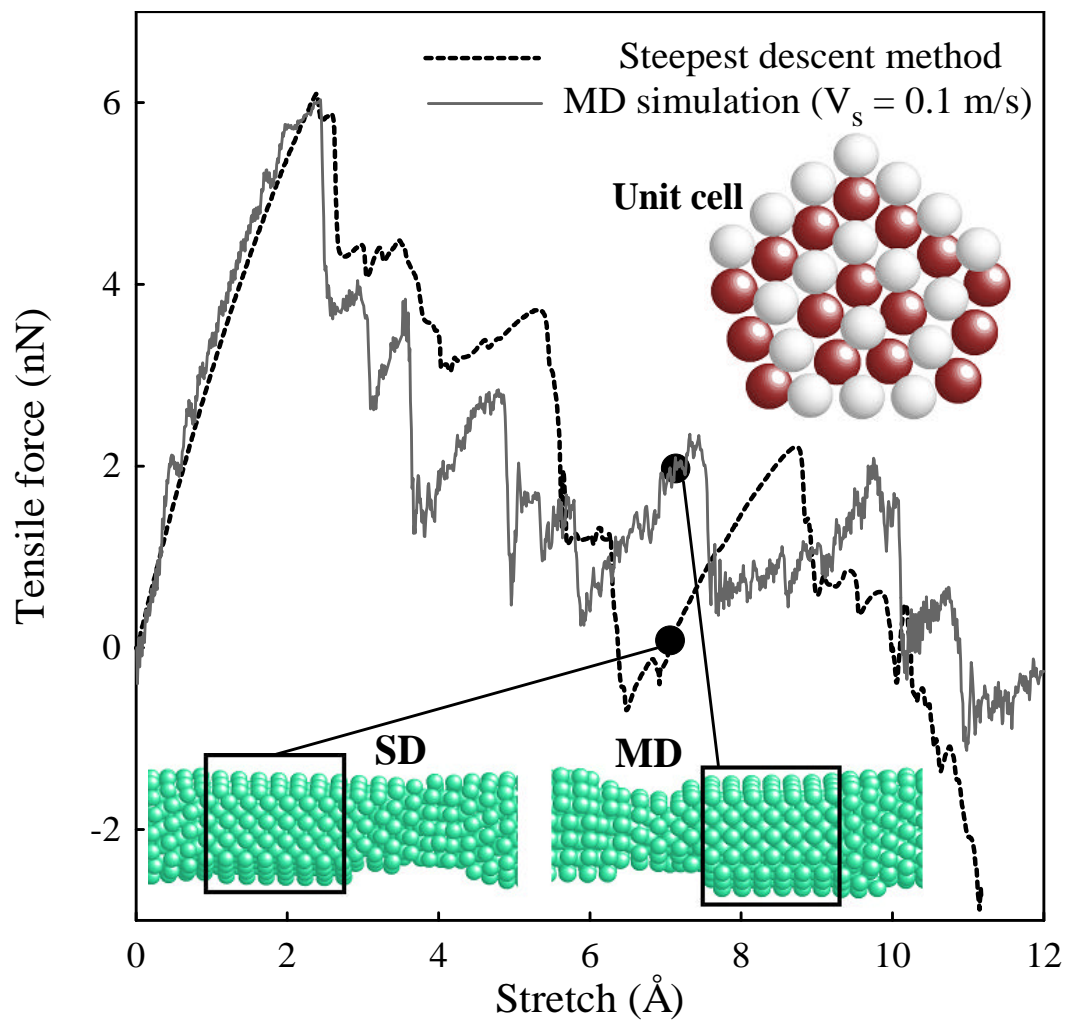 Steepest descent method
MD simulation (V_s = 0.1 m/s)
Unit cell
Tensile force (nN)
6
4
2
0
-2
SD
MD
0 2 4 6 8 10 12
Stretch (Å)